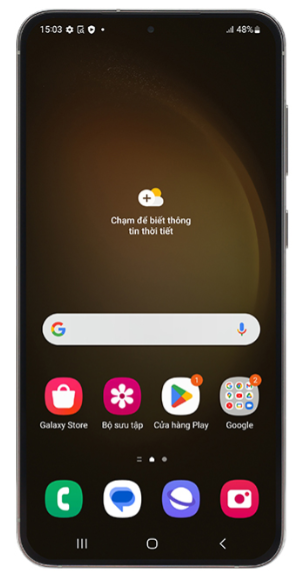 15:03
48%
Chạm để biết thông
tin thời tiết
1
2
Galaxy Store
Bộ sưu tập
Cửa hàng Play
Google